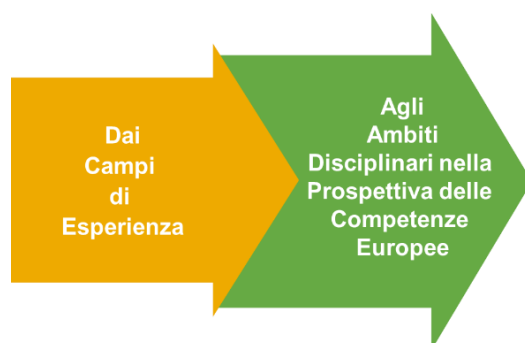 Dai
Campi
di
Esperienza
Agli
Ambiti
Disciplinari nella
Prospettiva delle
Competenze
Europee